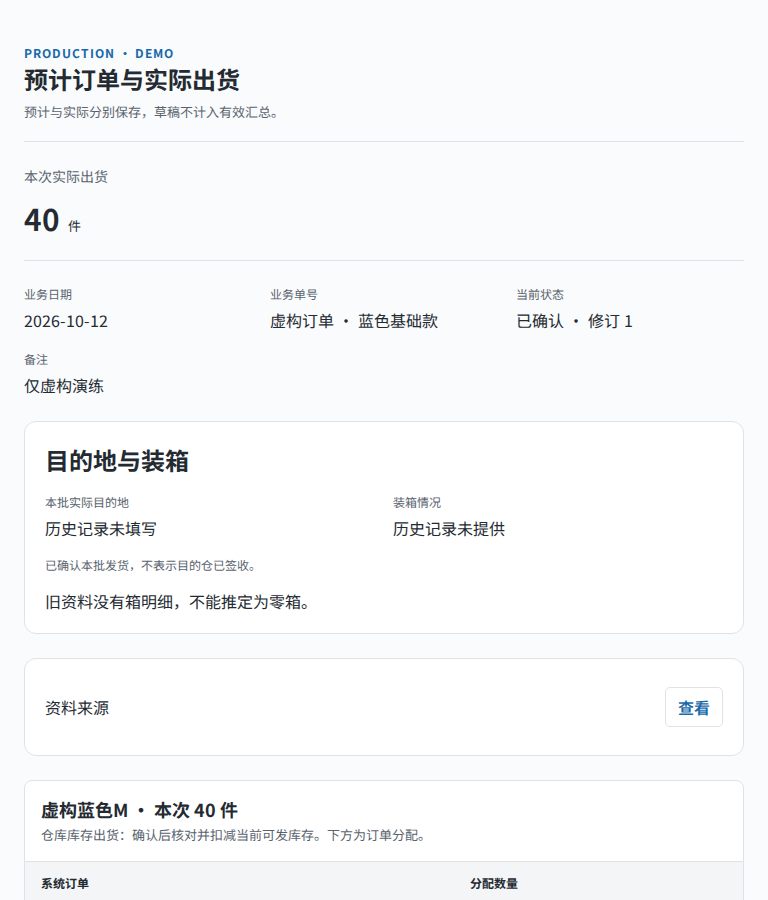 PRODUCTION · DEMO
预计订单与实际出货
预计与实际分别保存，草稿不计入有效汇总。
本次实际出货
40 件
业务日期
业务单号
当前状态
2026-10-12
虚构订单 · 蓝色基础款
已确认 · 修订 1
备注
仅虚构演练
目的地与装箱
本批实际目的地
装箱情况
历史记录未填写
历史记录未提供
已确认本批发货，不表示目的仓已签收。
旧资料没有箱明细，不能推定为零箱。
资料来源
查看
虚构蓝色M · 本次 40 件
仓库库存出货：确认后核对并扣减当前可发库存。下方为订单分配。
系统订单
分配数量